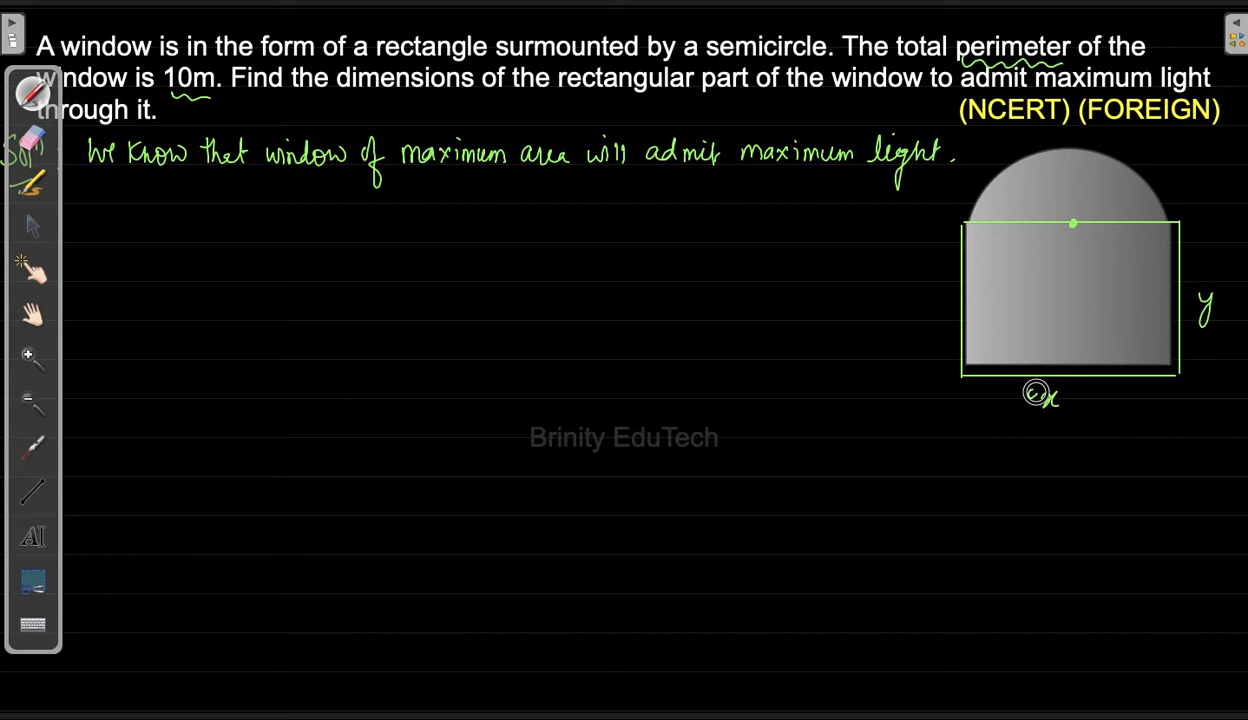 A window is in the form of a rectangle surmounted by a semicircle. The total perimeter of the
window is 10m. Find the dimensions of the rectangular part of the window to admit maximum light
through it.
(NCERT) (FOREIGN)
Solⁿ We know that window of maximum area will admit maximum light.
y
x
Brinity EduTech
AI